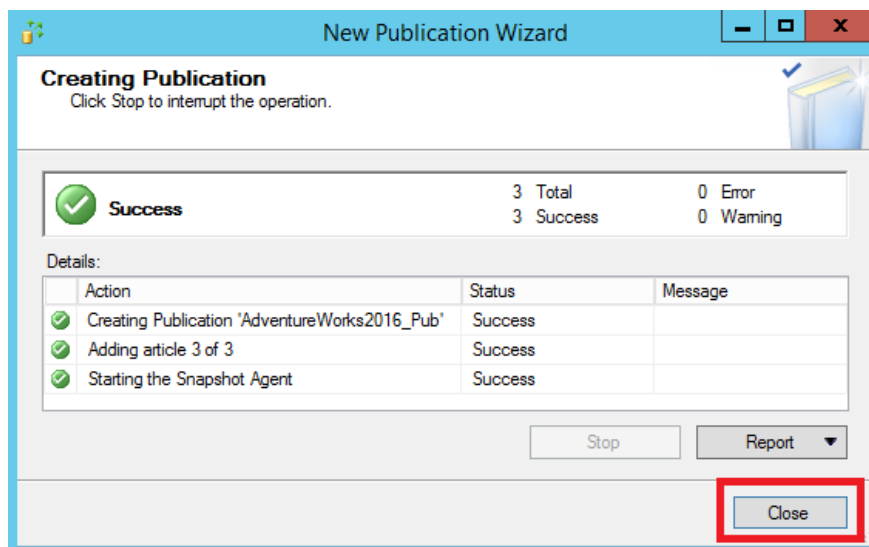 New Publication Wizard
Creating Publication
Click Stop to interrupt the operation.
Success 3 Total 0 Error
3 Success 0 Warning
Details:
Action Status Message
Creating Publication 'AdventureWorks2016_Pub' Success
Adding article 3 of 3 Success
Starting the Snapshot Agent Success
Stop Report
Close